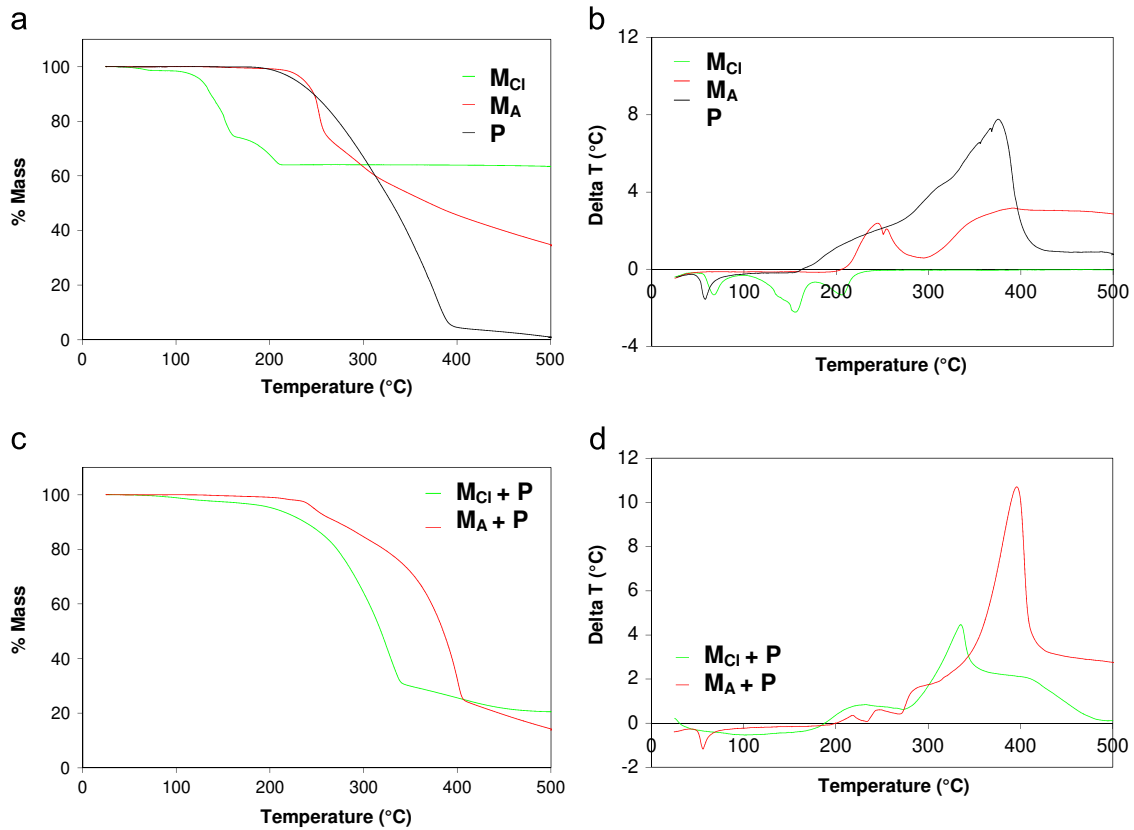 a
% Mass
100
80
60
40
20
0
0 100 200 300 400 500
Temperature (°C)
MCl
MA
P
b
Delta T (°C)
12
8
4
0
-4
0 100 200 300 400 500
Temperature (°C)
MCl
MA
P
c
% Mass
100
80
60
40
20
0
0 100 200 300 400 500
Temperature (°C)
MCl + P
MA + P
d
Delta T (°C)
12
10
8
6
4
2
0
-2
0 100 200 300 400 500
Temperature (°C)
MCl + P
MA + P